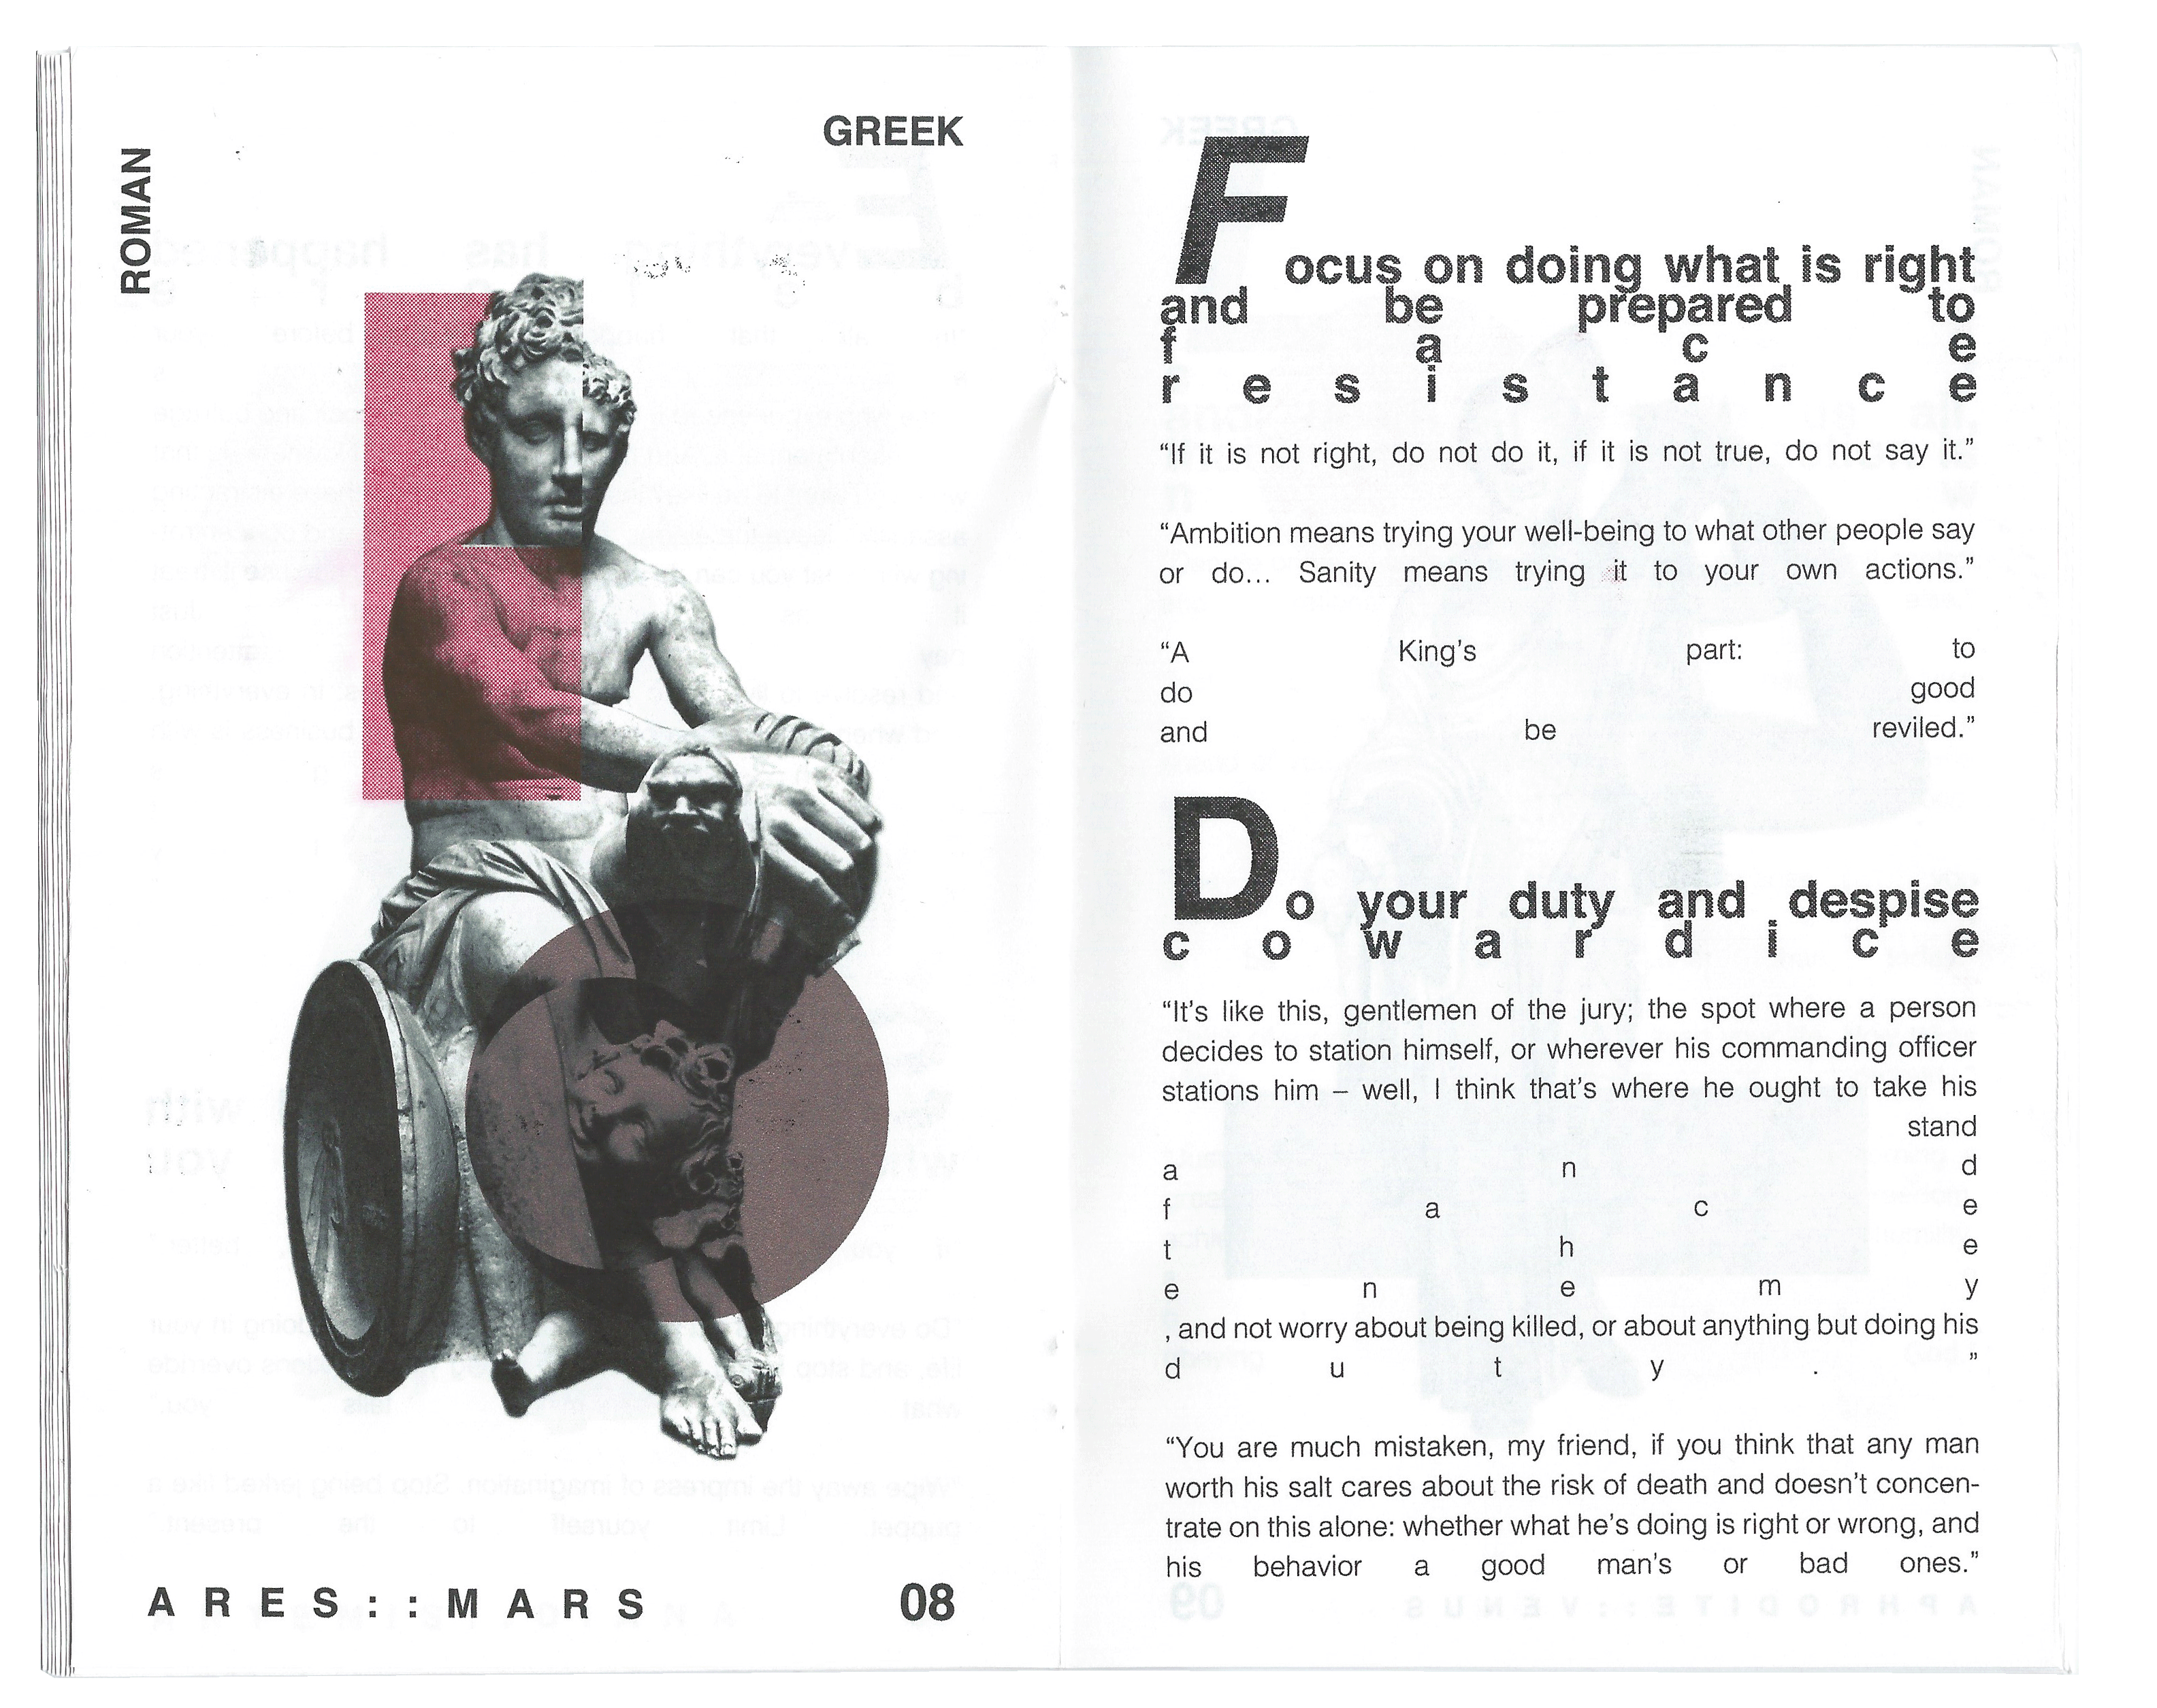 ROMAN
GREEK
ARES::MARS
08
Focus on doing what is right
and be prepared to
face
resistance
“If it is not right, do not do it, if it is not true, do not say it.”
“Ambition means trying your well-being to what other people say
or do... Sanity means trying it to your own actions.”
“A King’s part: to
do good
and be reviled.”
Do your duty and despise
cowardice
“It’s like this, gentlemen of the jury; the spot where a person
decides to station himself, or wherever his commanding officer
stations him – well, I think that’s where he ought to take his
stand
and
face
the
enemy
, and not worry about being killed, or about anything but doing his
duty.”
“You are much mistaken, my friend, if you think that any man
worth his salt cares about the risk of death and doesn’t concen-
trate on this alone: whether what he’s doing is right or wrong, and
his behavior a good man’s or bad ones.”
09
APHRODITE::VENUS